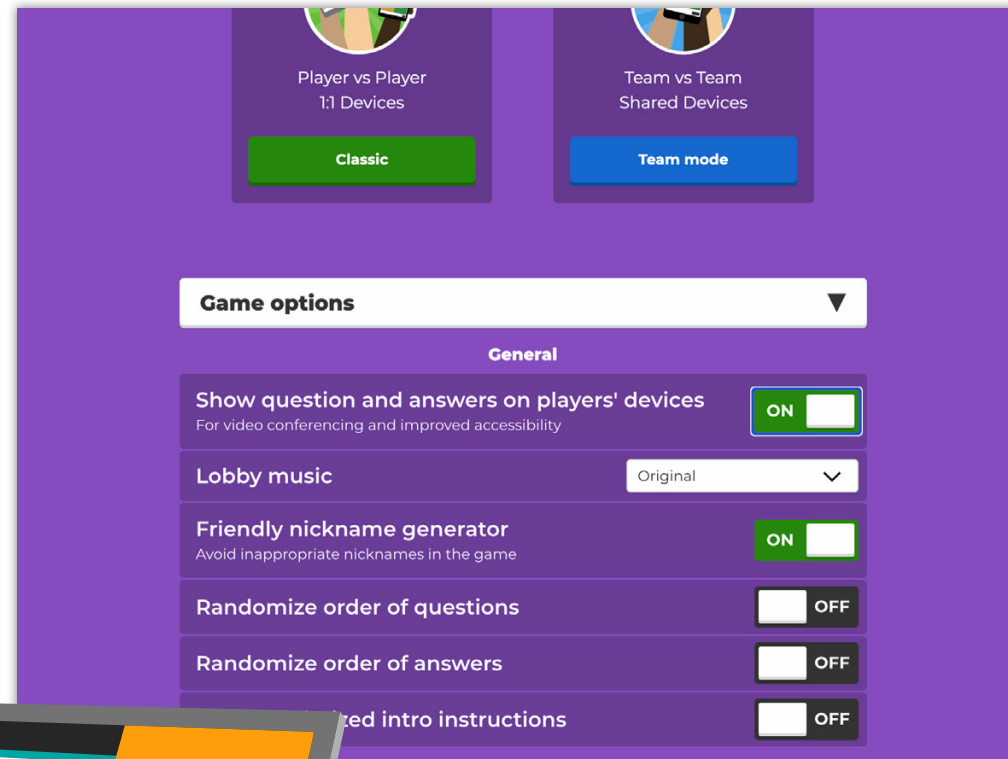 Player vs Player
1:1 Devices
Classic
Team vs Team
Shared Devices
Team mode
Game options
General
Show question and answers on players' devices
For video conferencing and improved accessibility
ON
Lobby music
Original
Friendly nickname generator
Avoid inappropriate nicknames in the game
ON
Randomize order of questions
OFF
Randomize order of answers
OFF
intro instructions
OFF